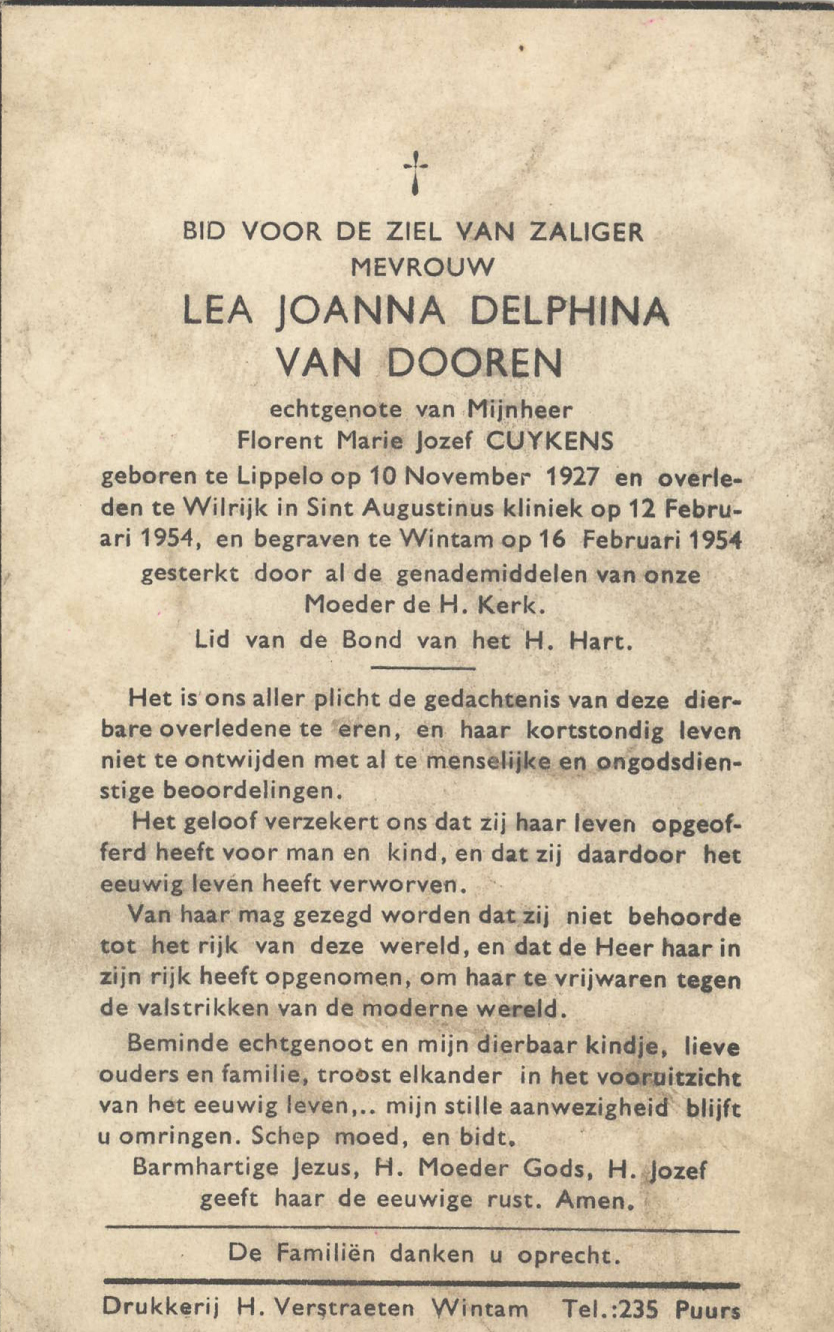 BID VOOR DE ZIEL VAN ZALIGER
MEVROUW
LEA JOANNA DELPHINA
VAN DOOREN
echtgenote van Mijnheer
Florent Marie Jozef CUYKENS
geboren te Lippelo op 10 November 1927 en overle-
den te Wilrijk in Sint Augustinus kliniek op 12 Febru-
ari 1954, en begraven te Wintam op 16 Februari 1954
gesterkt door al de genademiddelen van onze
Moeder de H. Kerk.
Lid van de Bond van het H. Hart.
Het is ons aller plicht de gedachtenis van deze dier-
bare overledene te eren, en haar kortstondig leven
niet te ontwijden met al te menselijke en ongodsdien-
stige beoordelingen.
Het geloof verzekert ons dat zij haar leven opgeof-
ferd heeft voor man en kind, en dat zij daardoor het
eeuwig leven heeft verworven.
Van haar mag gezegd worden dat zij niet behoorde
tot het rijk van deze wereld, en dat de Heer haar in
zijn rijk heeft opgenomen, om haar te vrijwaren tegen
de valstrikken van de moderne wereld.
Beminde echtgenoot en mijn dierbaar kindje, lieve
ouders en familie, troost elkander in het vooruitzicht
van het eeuwig leven,.. mijn stille aanwezigheid blijft
u omringen. Schep moed, en bidt.
Barmhartige Jezus, H. Moeder Gods, H. Jozef
geeft haar de eeuwige rust. Amen.
De Familiën danken u oprecht.
Drukkerij H. Verstraeten Wintam Tel.:235 Puurs